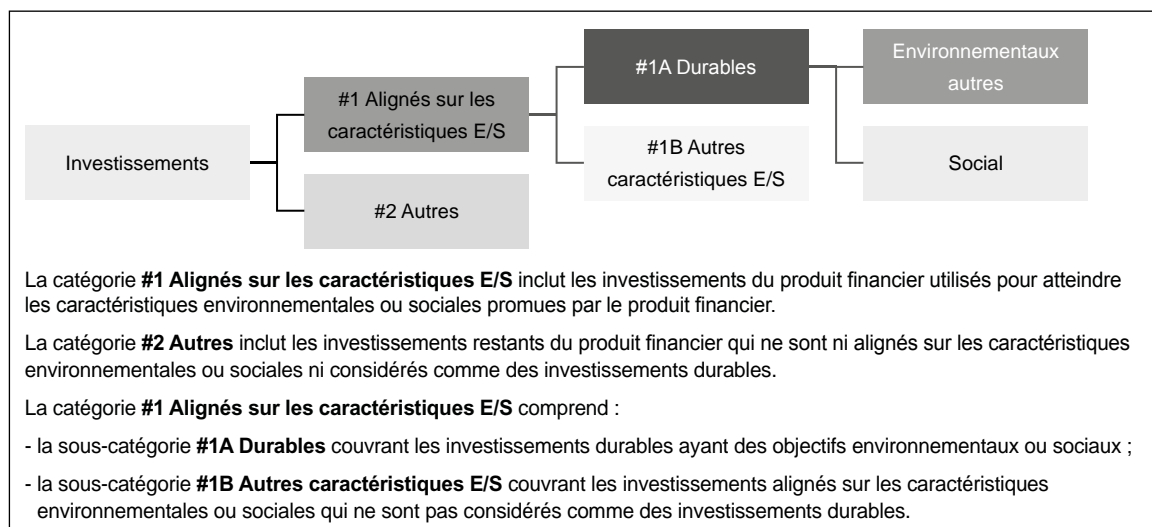 #1A Durables
Environnementaux
autres
#1 Alignés sur les
caractéristiques E/S
Investissements
#1B Autres
caractéristiques E/S
Social
#2 Autres
La catégorie #1 Alignés sur les caractéristiques E/S inclut les investissements du produit financier utilisés pour atteindre
les caractéristiques environnementales ou sociales promues par le produit financier.
La catégorie #2 Autres inclut les investissements restants du produit financier qui ne sont ni alignés sur les caractéristiques
environnementales ou sociales ni considérés comme des investissements durables.
La catégorie #1 Alignés sur les caractéristiques E/S comprend :
- la sous-catégorie #1A Durables couvrant les investissements durables ayant des objectifs environnementaux ou sociaux ;
- la sous-catégorie #1B Autres caractéristiques E/S couvrant les investissements alignés sur les caractéristiques
environnementales ou sociales qui ne sont pas considérés comme des investissements durables.